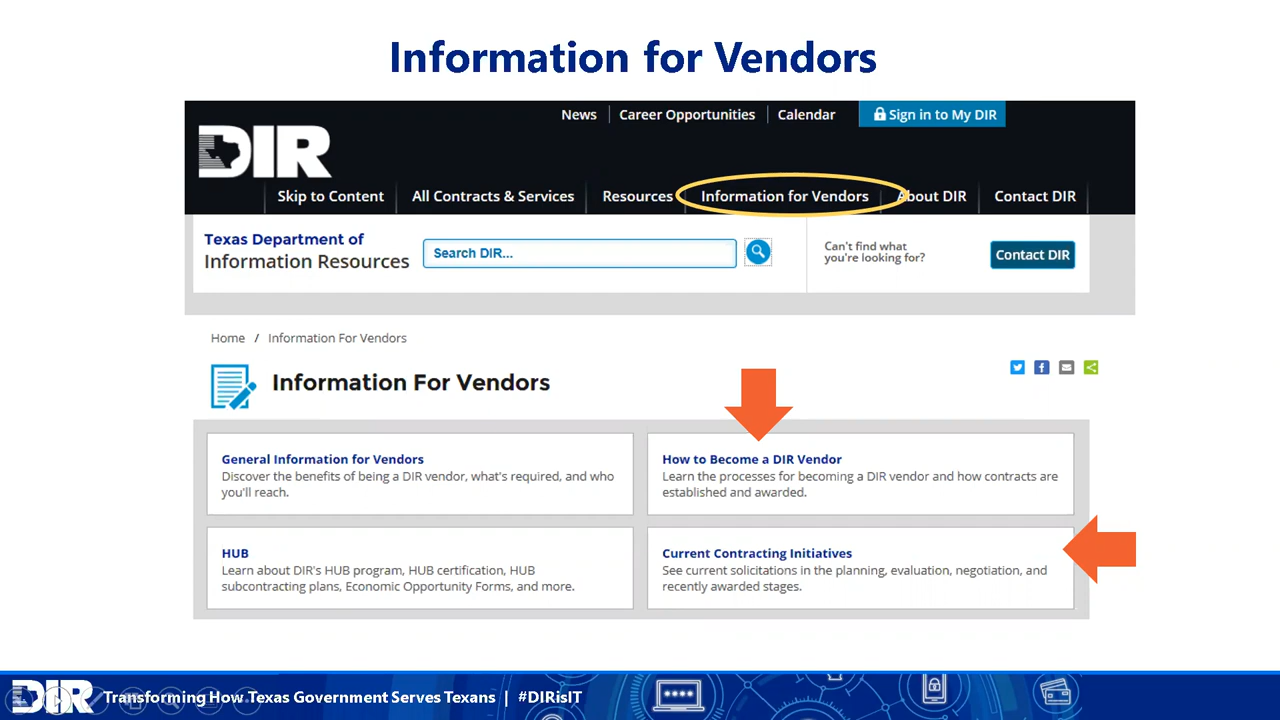 Information for Vendors
News
Career Opportunities
Calendar
Sign in to My DIR
DIR
Skip to Content
All Contracts & Services
Resources
Information for Vendors
About DIR
Contact DIR
Texas Department of
Information Resources
Search DIR...
Can't find what
you're looking for?
Contact DIR
Home / Information For Vendors
Information For Vendors
General Information for Vendors
Discover the benefits of being a DIR vendor, what's required, and who
you'll reach.
How to Become a DIR Vendor
Learn the processes for becoming a DIR vendor and how contracts are
established and awarded.
HUB
Learn about DIR's HUB program, HUB certification, HUB
subcontracting plans, Economic Opportunity Forms, and more.
Current Contracting Initiatives
See current solicitations in the planning, evaluation, negotiation, and
recently awarded stages.
DIR
Transforming How Texas Government Serves Texans | #DIRisIT